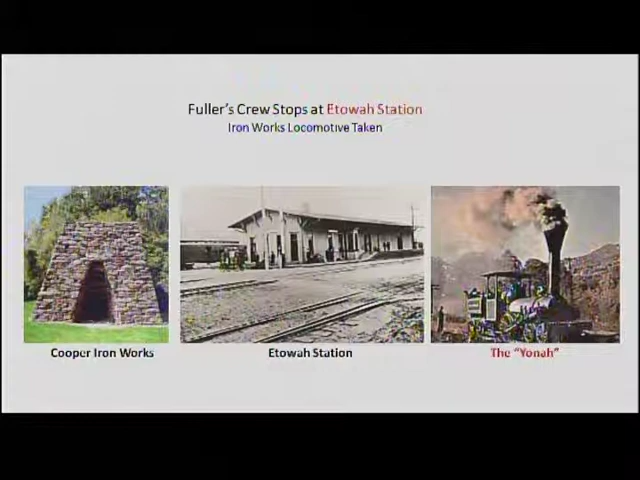 Fuller's Crew Stops at Etowah Station
Iron Works Locomotive Taken
Cooper Iron Works
Etowah Station
The "Yonah"